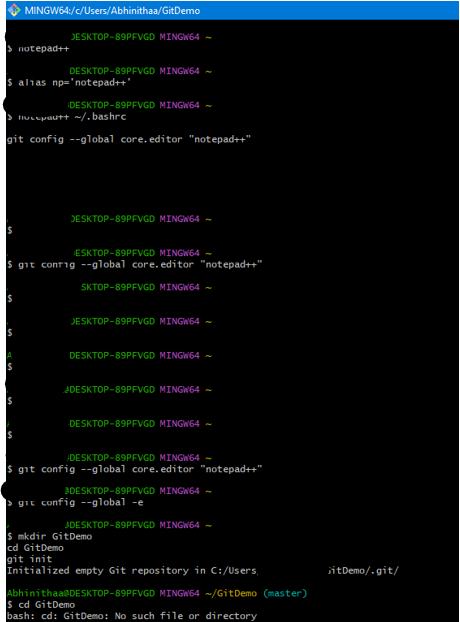 MINGW64:/c/Users/Abhinithaa/GitDemo
DESKTOP-89PFVGD MINGW64 ~
$ notepad++
DESKTOP-89PFVGD MINGW64 ~
$ alias np='notepad++'
DESKTOP-89PFVGD MINGW64 ~
$ notepad++ ~/.bashrc
git config --global core.editor "notepad++"
DESKTOP-89PFVGD MINGW64 ~
$
ESKTOP-89PFVGD MINGW64 ~
$ git config --global core.editor "notepad++"
SKTOP-89PFVGD MINGW64 ~
$
DESKTOP-89PFVGD MINGW64 ~
$
A DESKTOP-89PFVGD MINGW64 ~
$
@DESKTOP-89PFVGD MINGW64 ~
$
DESKTOP-89PFVGD MINGW64 ~
$
DESKTOP-89PFVGD MINGW64 ~
$ git config --global core.editor "notepad++"
@DESKTOP-89PFVGD MINGW64 ~
$ git config --global -e
DESKTOP-89PFVGD MINGW64 ~
$ mkdir GitDemo
cd GitDemo
git init
Initialized empty Git repository in C:/Users itDemo/.git/
Abhinithaa@DESKTOP-89PFVGD MINGW64 ~/GitDemo (master)
$ cd GitDemo
bash: cd: GitDemo: No such file or directory